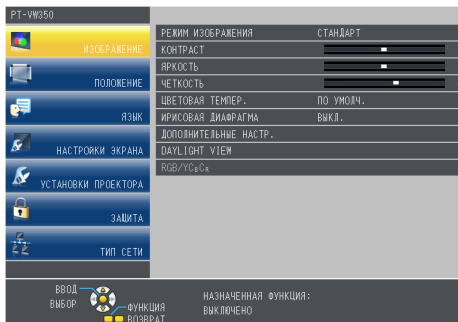 PT-VW350
ИЗОБРАЖЕНИЕ
ПОЛОЖЕНИЕ
ЯЗЫК
НАСТРОЙКИ ЭКРАНА
УСТАНОВКИ ПРОЕКТОРА
ЗАЩИТА
ТИП СЕТИ
РЕЖИМ ИЗОБРАЖЕНИЯ СТАНДАРТ
КОНТРАСТ
ЯРКОСТЬ
ЧЕТКОСТЬ
ЦВЕТОВАЯ ТЕМПЕР. ПО УМОЛЧ.
ИРИСОВАЯ ДИАФРАГМА ВЫКЛ.
ДОПОЛНИТЕЛЬНЫЕ НАСТР.
DAYLIGHT VIEW
RGB/YCBCR
ВВОД
ВЫБОР
ФУНКЦИЯ
ВОЗВРАТ
НАЗНАЧЕННАЯ ФУНКЦИЯ:
ВЫКЛЮЧЕНО